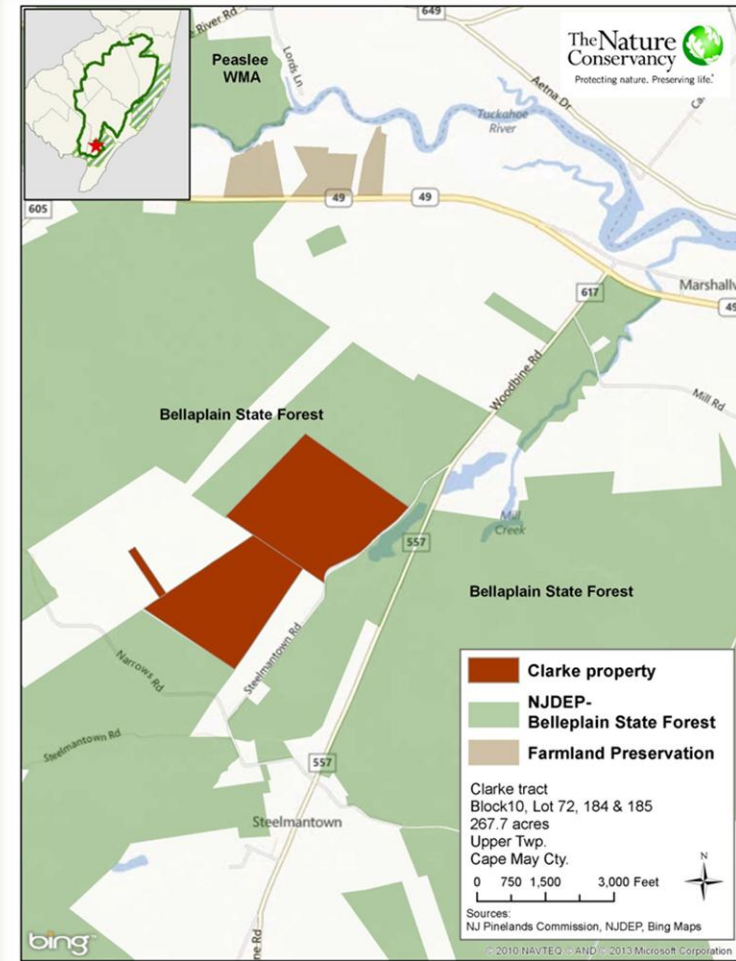 649
e River Rd
The Nature
Conservancy
Protecting nature. Preserving life.
Peaslee
WMA
Lords Ln
Aetna Dr
Ca
Tuckahoe
River
605
49
49
617
Marshallv
49
Woodbine Rd
Mill Rd
Bellaplain State Forest
Mill
Creek
557
Bellaplain State Forest
Narrows Rd
Steelmantown Rd
Steelmantown Rd
557
Steelmantown
ne Rd
Clarke property
NJDEP-
Belleplain State Forest
Farmland Preservation
Clarke tract
Block10, Lot 72, 184 & 185
267.7 acres
Upper Twp.
Cape May Cty.
N
0 750 1,500 3,000 Feet
Sources:
NJ Pinelands Commission, NJDEP, Bing Maps
bing
© 2010 NAVTEQ © AND © 2013 Microsoft Corporation